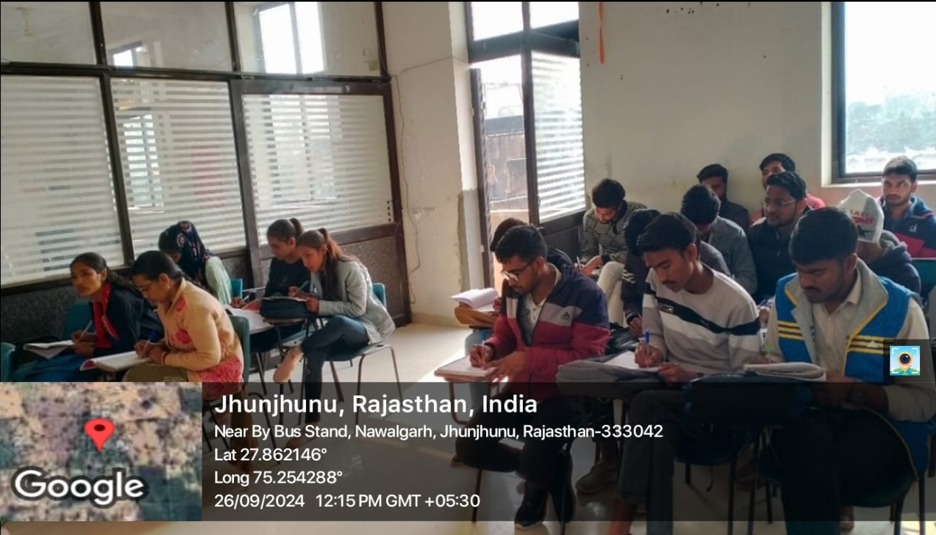 Jhunjhunu, Rajasthan, India
Near By Bus Stand, Nawalgarh, Jhunjhunu, Rajasthan-333042
Lat 27.862146°
Long 75.254288°
26/09/2024 12:15 PM GMT +05:30
Google